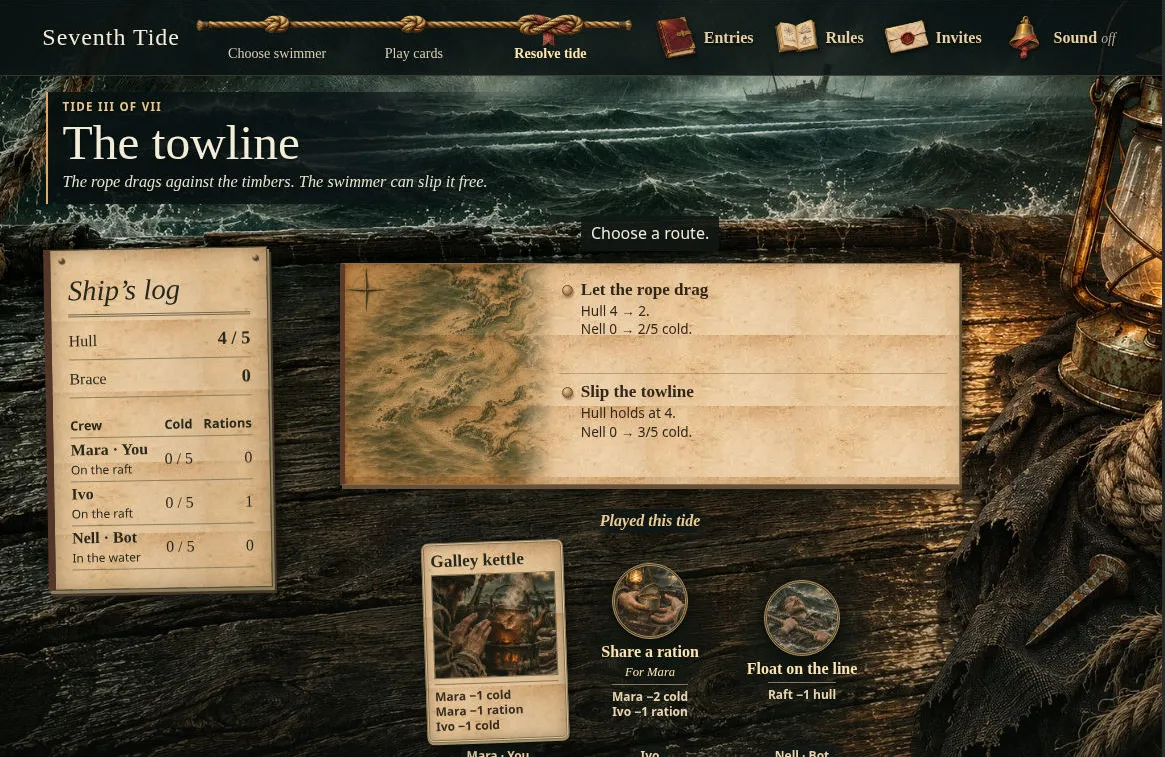 Seventh Tide
Choose swimmer
Play cards
Resolve tide
Entries
Rules
Invites
Sound off
TIDE III OF VII
The towline
The rope drags against the timbers. The swimmer can slip it free.
Choose a route.
Ship’s log
Hull 4 / 5
Brace 0
Crew Cold Rations
Mara · You
On the raft
0 / 5 0
Ivo
On the raft
0 / 5 1
Nell · Bot
In the water
0 / 5 0
Let the rope drag
Hull 4 → 2.
Nell 0 → 2/5 cold.
Slip the towline
Hull holds at 4.
Nell 0 → 3/5 cold.
Played this tide
Galley kettle
Mara −1 cold
Mara −1 ration
Ivo −1 cold
Mara · You
Share a ration
For Mara
Mara −2 cold
Ivo −1 ration
Ivo
Float on the line
Raft −1 hull
Nell · Bot